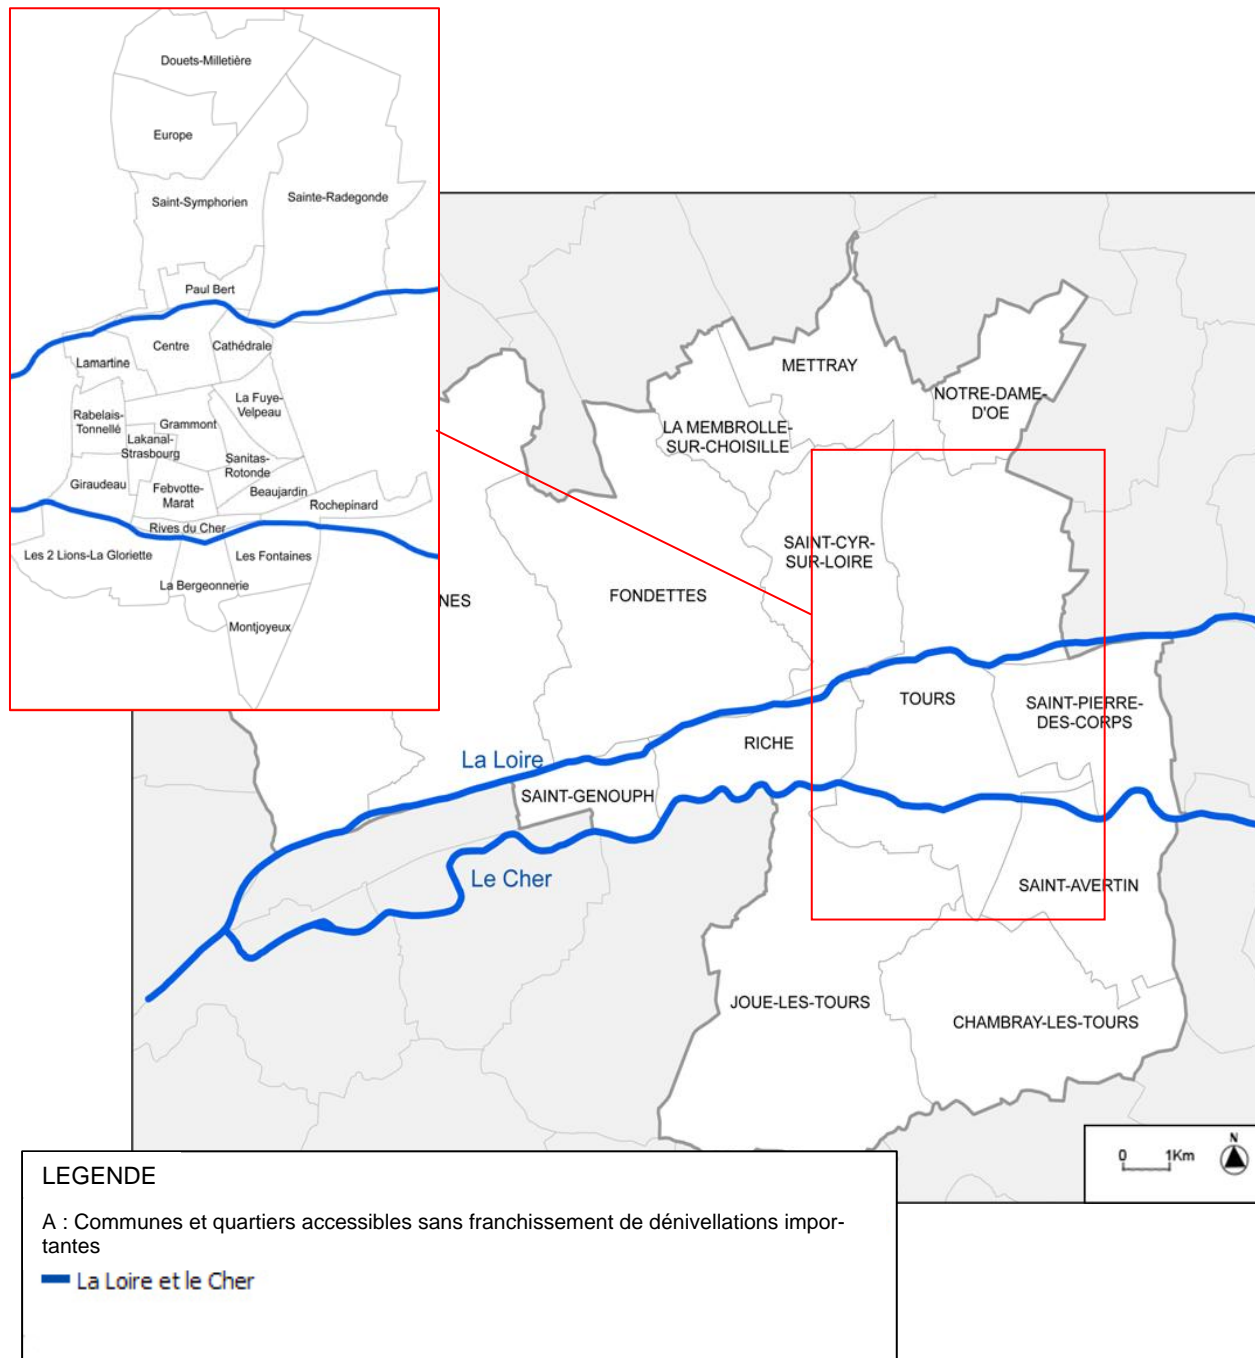 Douets-Milletière
Europe
Saint-Symphorien
Sainte-Radegonde
Paul Bert
Centre
Cathédrale
Lamartine
La Fuye-
Velpeau
Rabelais-
Tonnellé
Grammont
Lakanal-
Strasbourg
Sanitas-
Rotonde
Giraudeau
Febvotte-
Marat
Beaujardin
Rochepinard
Rives du Cher
Les 2 Lions-La Gloriette
Les Fontaines
La Bergeonnerie
Montjoyeux
METTRAY
NOTRE-DAME-
D'OE
LA MEMBROLLE-
SUR-CHOISILLE
SAINT-CYR-
SUR-LOIRE
NES
FONDETTES
TOURS
SAINT-PIERRE-
DES-CORPS
RICHE
La Loire
SAINT-GENOUPH
Le Cher
SAINT-AVERTIN
JOUE-LES-TOURS
CHAMBRAY-LES-TOURS
0 1Km
N
LEGENDE
A : Communes et quartiers accessibles sans franchissement de dénivellations impor-
tantes
La Loire et le Cher